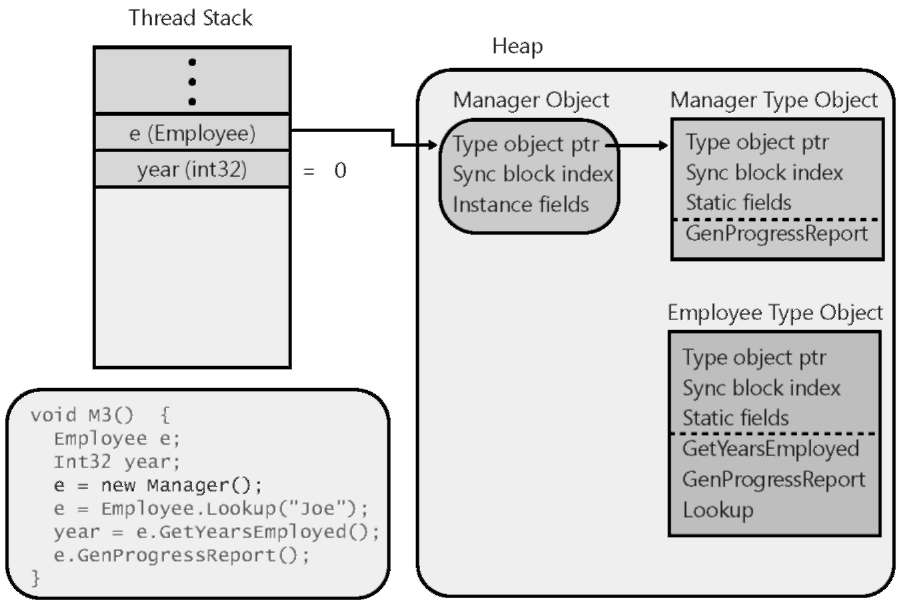 Thread Stack
e (Employee)
year (int32)
= 0
Heap
Manager Object
Type object ptr
Sync block index
Instance fields
Manager Type Object
Type object ptr
Sync block index
Static fields
GenProgressReport
Employee Type Object
Type object ptr
Sync block index
Static fields
GetYearsEmployed
GenProgressReport
Lookup
void M3()  {
  Employee e;
  Int32 year;
  e = new Manager();
  e = Employee.Lookup("Joe");
  year = e.GetYearsEmployed();
  e.GenProgressReport();
}